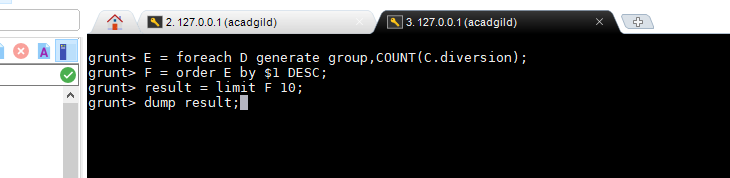 2. 127.0.0.1 (acadgild)
3. 127.0.0.1 (acadgild)
grunt> E = foreach D generate group,COUNT(C.diversion);
grunt> F = order E by $1 DESC;
grunt> result = limit F 10;
grunt> dump result;